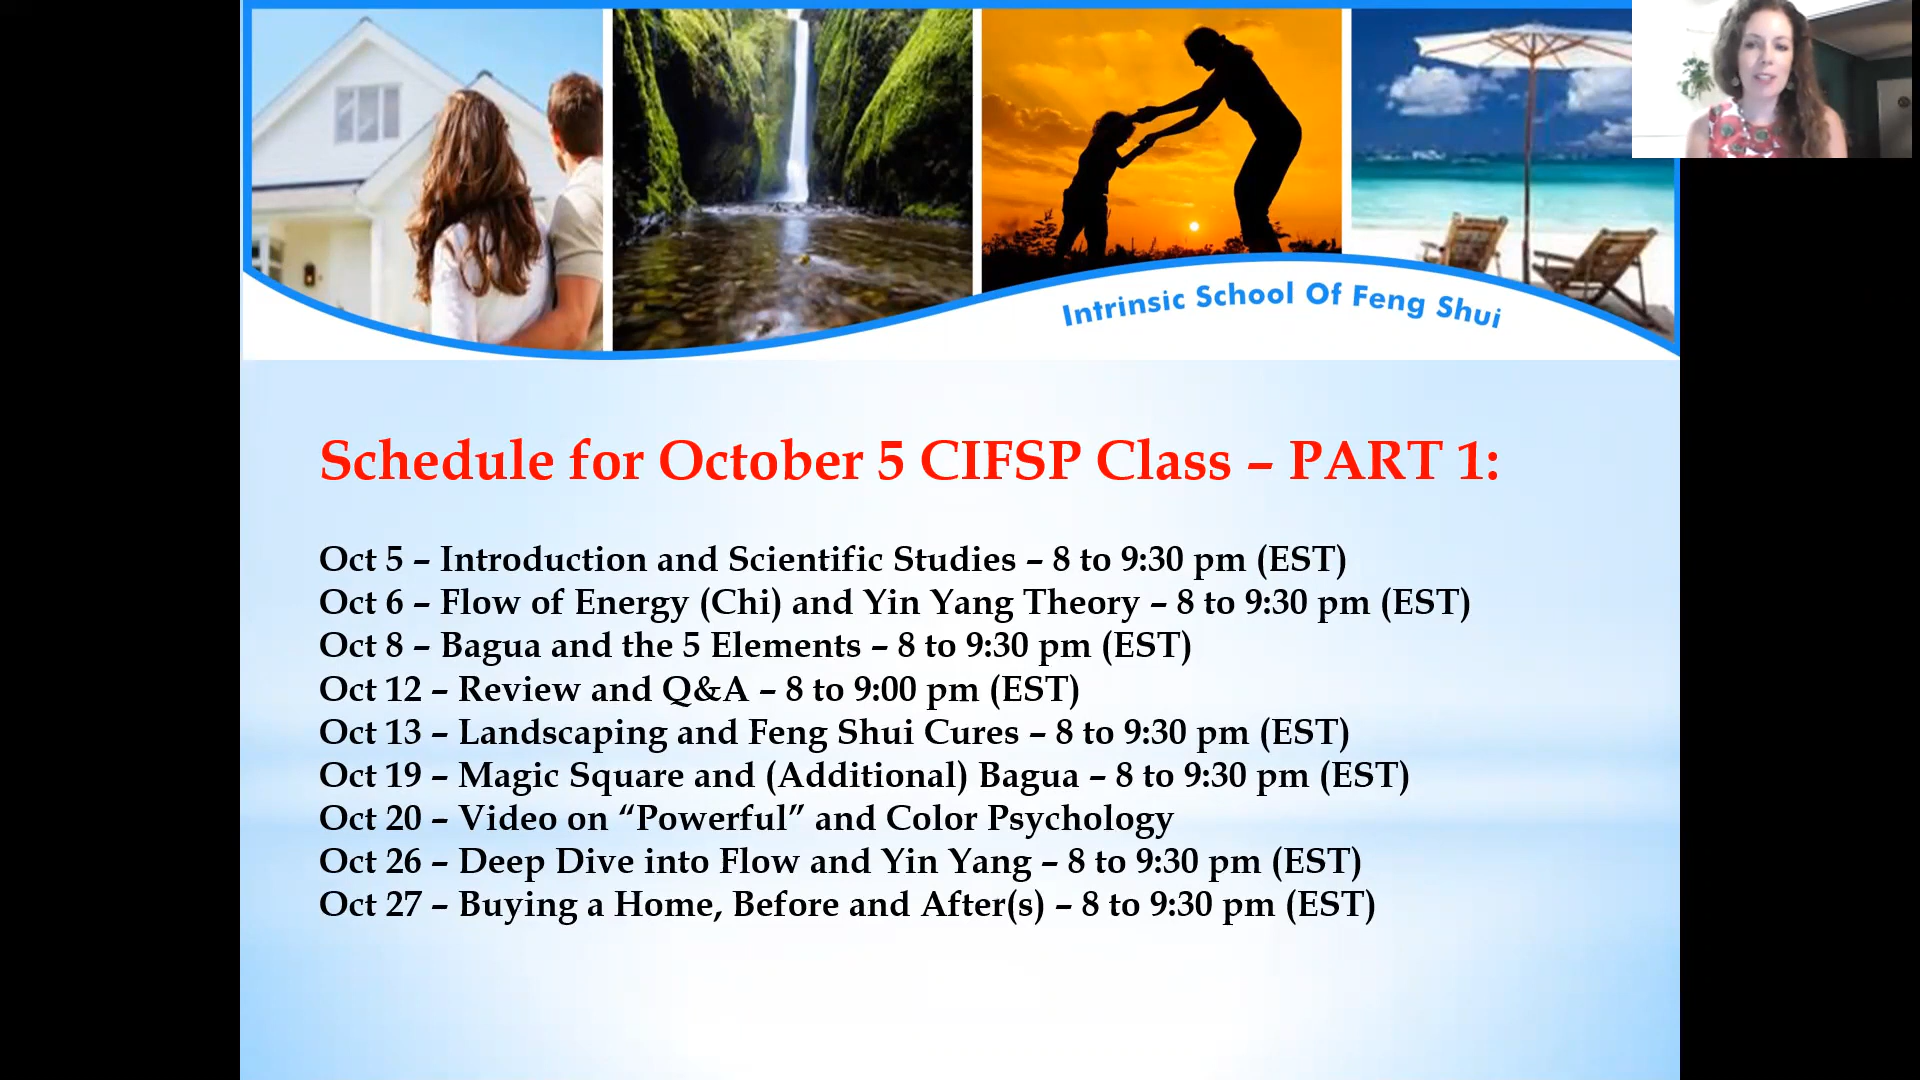 Intrinsic School Of Feng Shui
Schedule for October 5 CIFSP Class – PART 1:
Oct 5 – Introduction and Scientific Studies – 8 to 9:30 pm (EST)
Oct 6 – Flow of Energy (Chi) and Yin Yang Theory – 8 to 9:30 pm (EST)
Oct 8 – Bagua and the 5 Elements – 8 to 9:30 pm (EST)
Oct 12 – Review and Q&A – 8 to 9:00 pm (EST)
Oct 13 – Landscaping and Feng Shui Cures – 8 to 9:30 pm (EST)
Oct 19 – Magic Square and (Additional) Bagua – 8 to 9:30 pm (EST)
Oct 20 – Video on “Powerful” and Color Psychology
Oct 26 – Deep Dive into Flow and Yin Yang – 8 to 9:30 pm (EST)
Oct 27 – Buying a Home, Before and After(s) – 8 to 9:30 pm (EST)